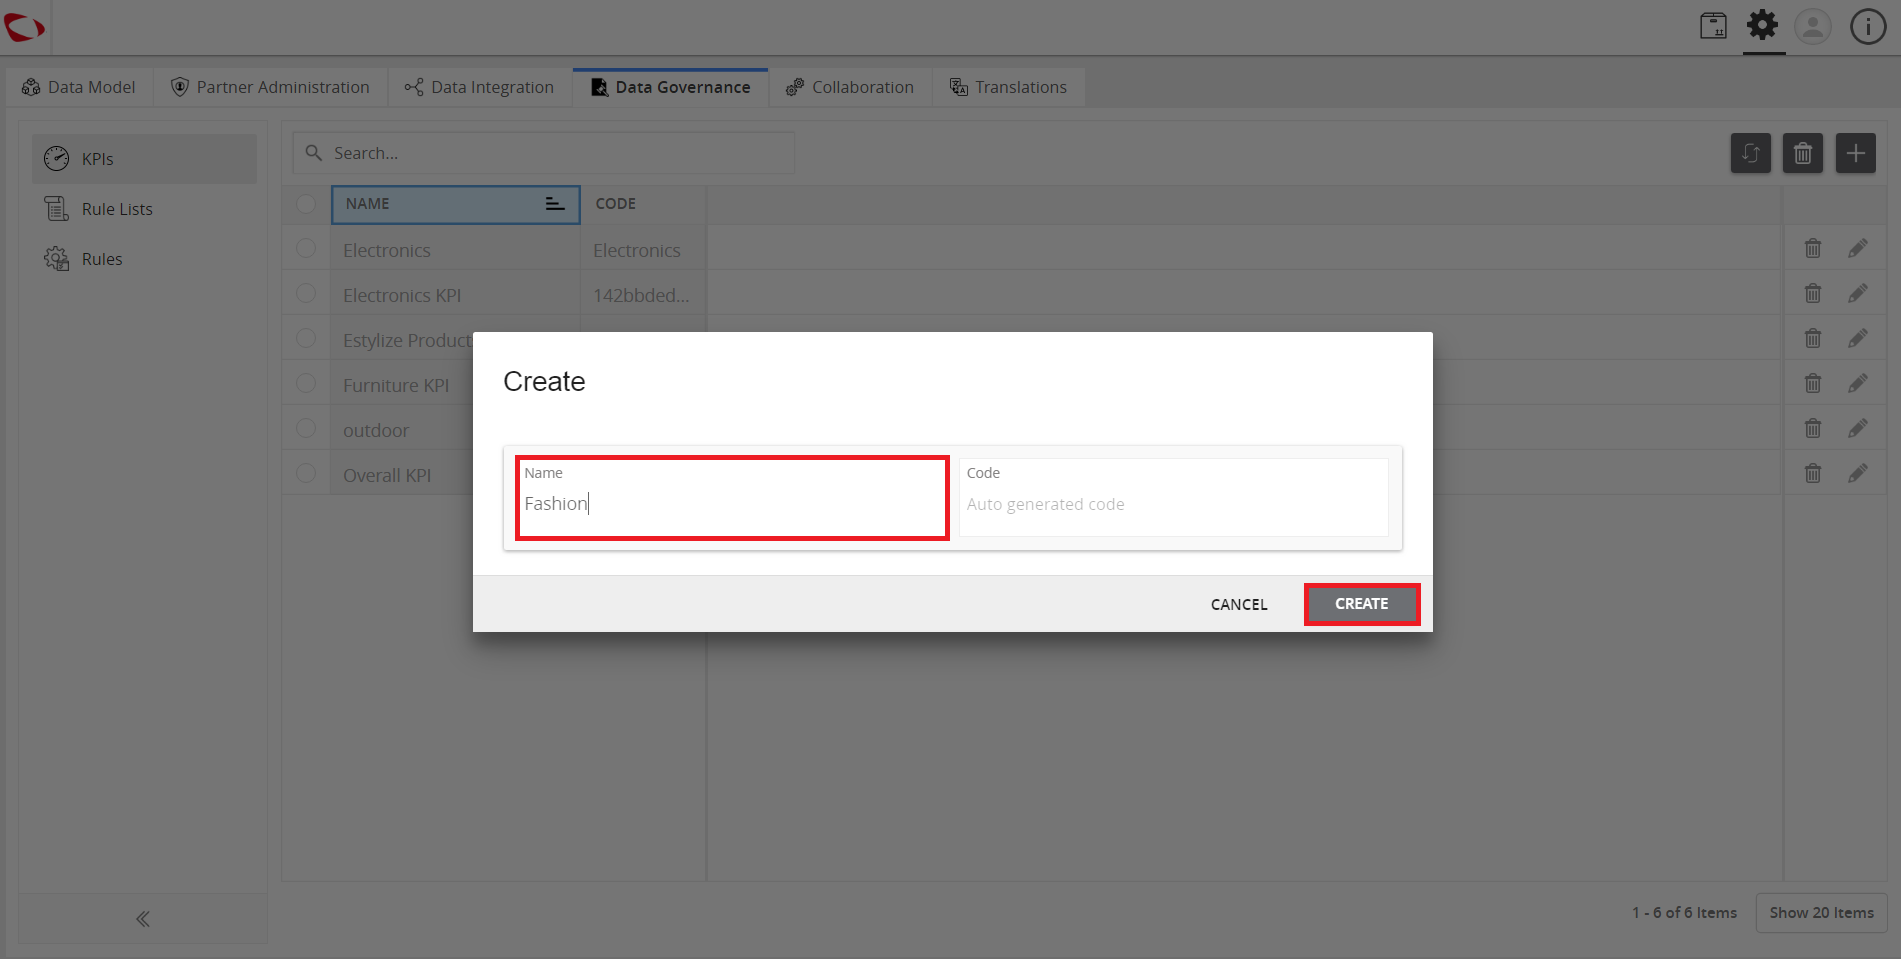 Data Model
Partner Administration
Data Integration
Data Governance
Collaboration
Translations
KPIs
Rule Lists
Rules
Search...
NAME
CODE
Electronics
Electronics
Electronics KPI
142bbded...
Estylize Product
Furniture KPI
outdoor
Overall KPI
Create
Name
Fashion
Code
Auto generated code
CANCEL
CREATE
1 - 6 of 6 Items
Show 20 Items